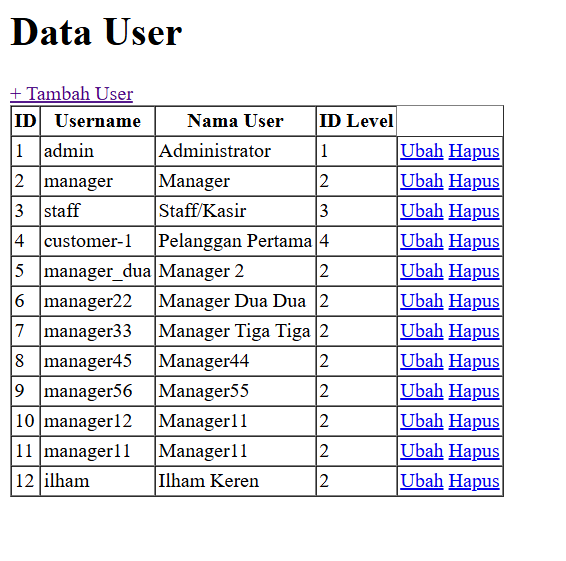 Data User
+ Tambah User
ID Username Nama User ID Level
1 admin Administrator 1 Ubah Hapus
2 manager Manager 2 Ubah Hapus
3 staff Staff/Kasir 3 Ubah Hapus
4 customer-1 Pelanggan Pertama 4 Ubah Hapus
5 manager_dua Manager 2 2 Ubah Hapus
6 manager22 Manager Dua Dua 2 Ubah Hapus
7 manager33 Manager Tiga Tiga 2 Ubah Hapus
8 manager45 Manager44 2 Ubah Hapus
9 manager56 Manager55 2 Ubah Hapus
10 manager12 Manager11 2 Ubah Hapus
11 manager11 Manager11 2 Ubah Hapus
12 ilham Ilham Keren 2 Ubah Hapus